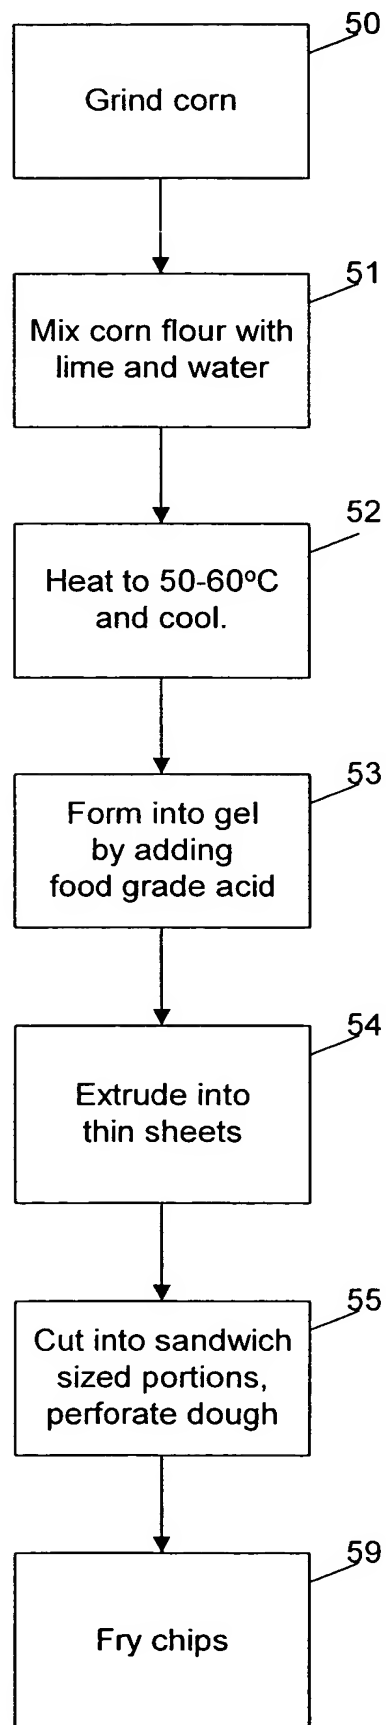 50
Grind corn
51
Mix corn flour with
lime and water
52
Heat to 50-60ºC
and cool.
53
Form into gel
by adding
food grade acid
54
Extrude into
thin sheets
55
Cut into sandwich
sized portions,
perforate dough
59
Fry chips